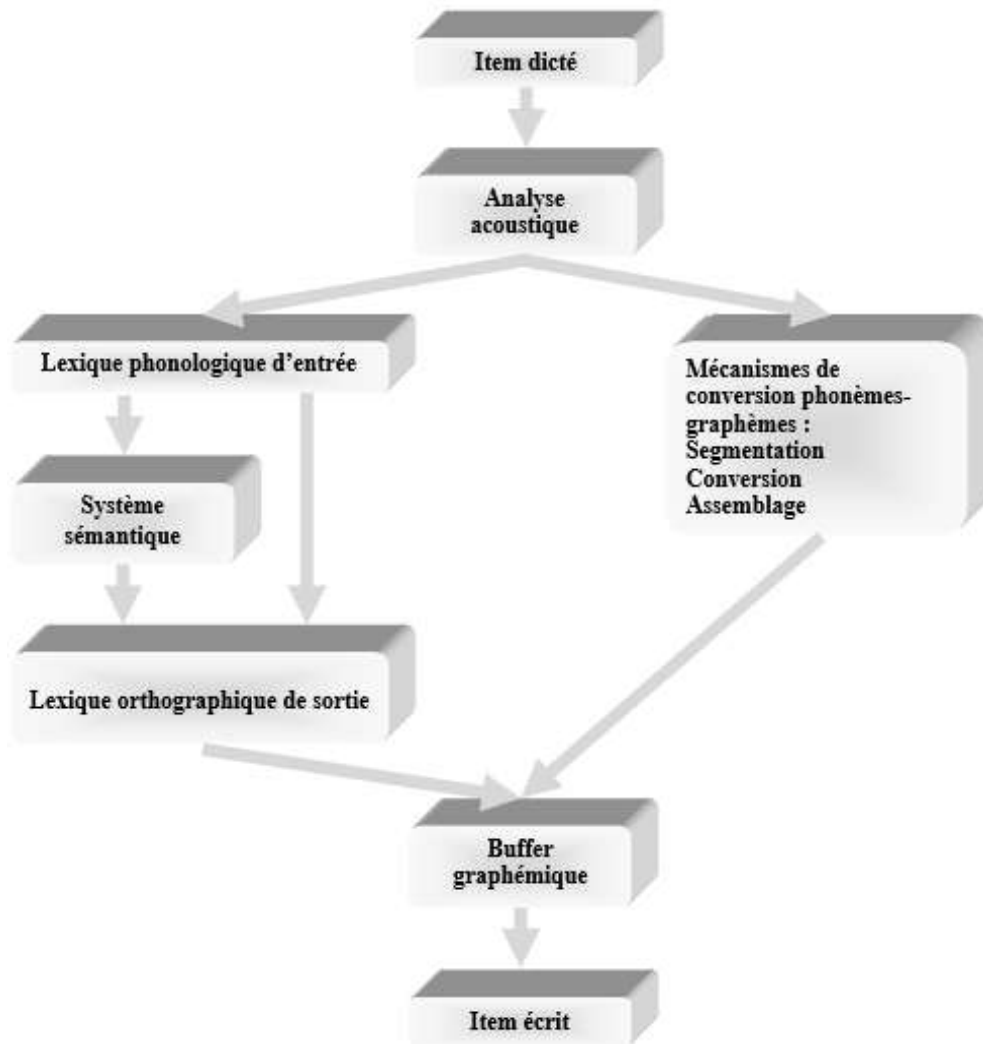 Item dicté
Analyse
acoustique
Lexique phonologique d'entrée
Mécanismes de
conversion phonèmes-
graphèmes :
Segmentation
Conversion
Assemblage
Système
sémantique
Lexique orthographique de sortie
Buffer
graphémique
Item écrit